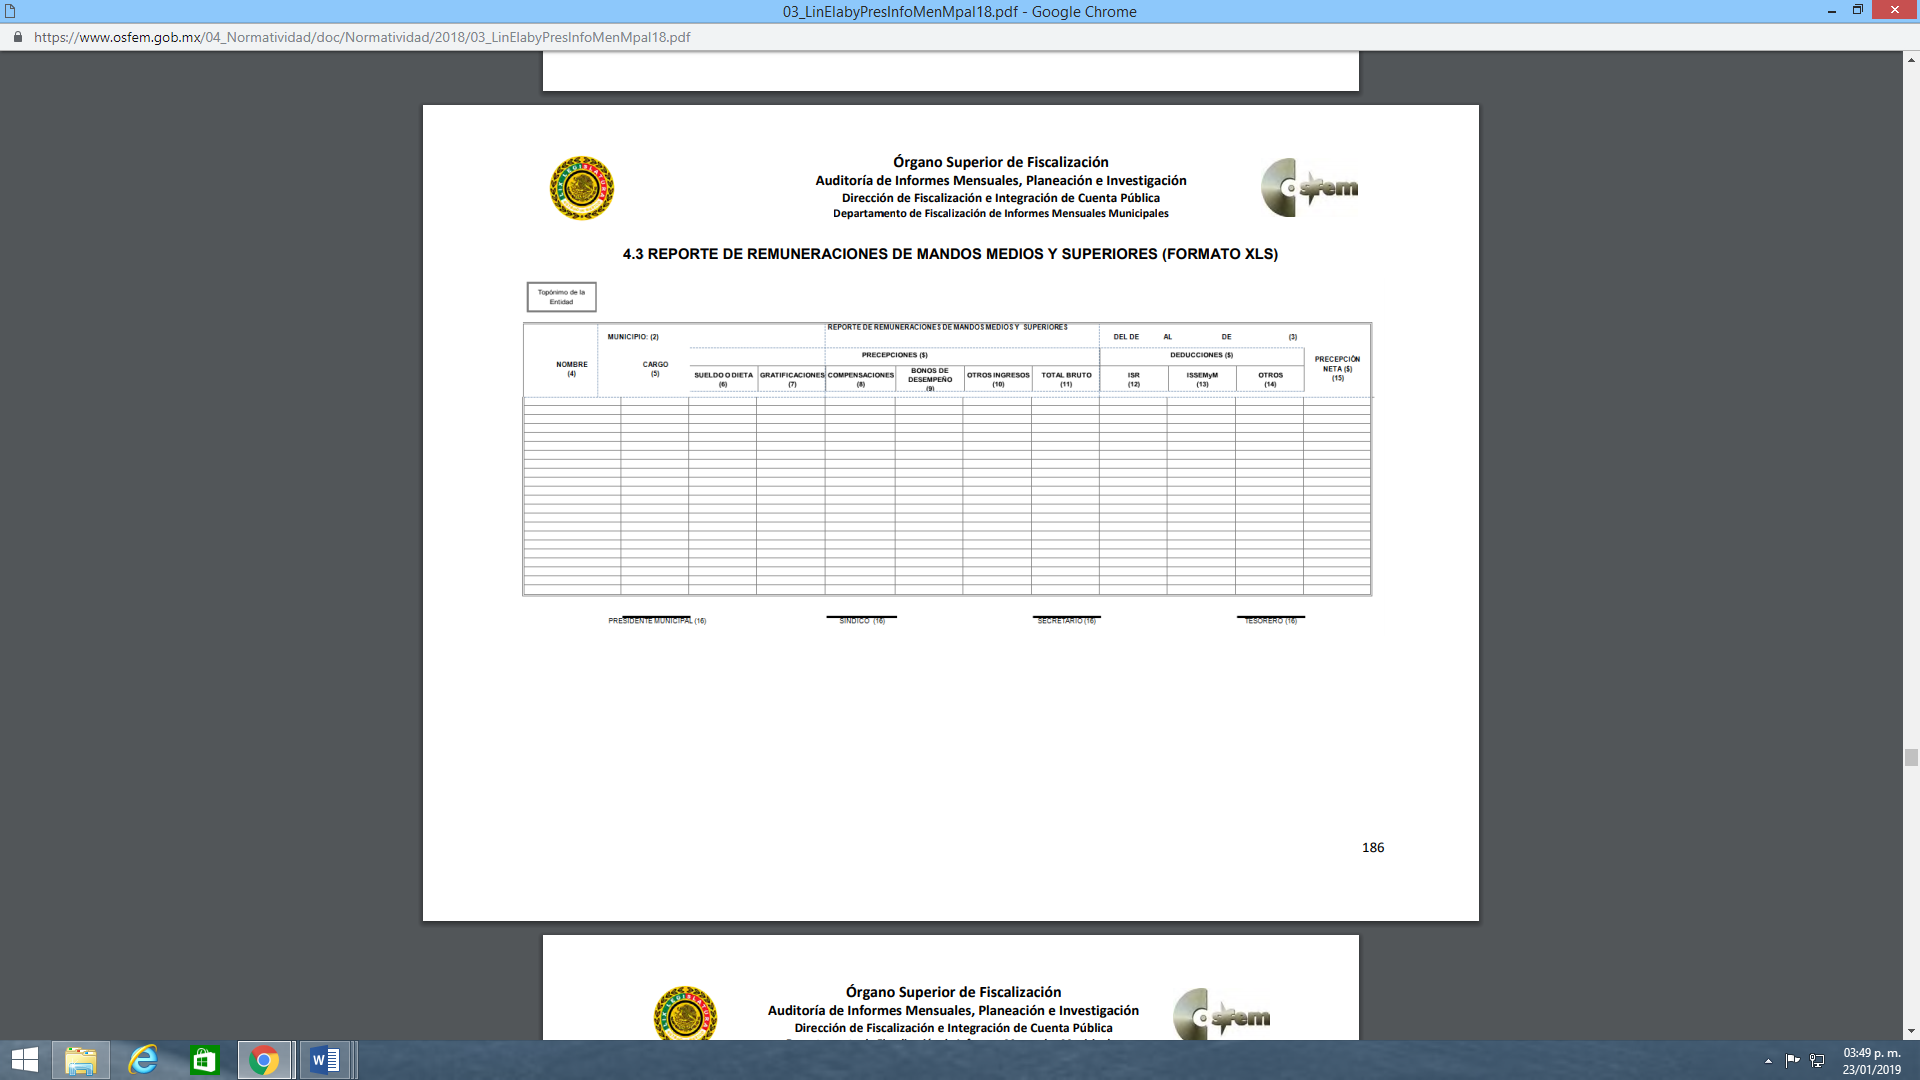 03_LinElabyPresInfoMenMpal18.pdf - Google Chrome
https://www.osfem.gob.mx/04_Normatividad/doc/Normatividad/2018/03_LinElabyPresInfoMenMpal18.pdf
Órgano Superior de Fiscalización
Auditoría de Informes Mensuales, Planeación e Investigación
Dirección de Fiscalización e Integración de Cuenta Pública
Departamento de Fiscalización de Informes Mensuales Municipales
osfem
4.3 REPORTE DE REMUNERACIONES DE MANDOS MEDIOS Y SUPERIORES (FORMATO XLS)
Topónimo de la
Entidad
REPORTE DE REMUNERACIONES DE MANDOS MEDIOS Y SUPERIORES
MUNICIPIO: (2)
DEL DE AL DE (3)
NOMBRE
(4)
CARGO
(5)
PRECEPCIONES ($)
DEDUCCIONES ($)
PRECEPCIÓN
NETA ($)
(15)
SUELDO O DIETA
(6)
GRATIFICACIONES
(7)
COMPENSACIONES
(8)
BONOS DE
DESEMPEÑO
(9)
OTROS INGRESOS
(10)
TOTAL BRUTO
(11)
ISR
(12)
ISSEMyM
(13)
OTROS
(14)
PRESIDENTE MUNICIPAL (16)
SINDICO (16)
SECRETARIO (16)
TESORERO (16)
186
Órgano Superior de Fiscalización
Auditoría de Informes Mensuales, Planeación e Investigación
Dirección de Fiscalización e Integración de Cuenta Pública
osfem
03:49 p. m.
23/01/2019